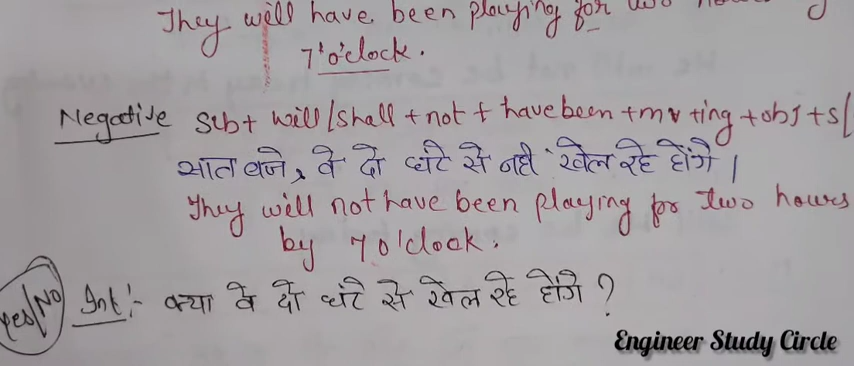 They will have been playing for two
7'o'clock.
Negative Sub+ will/shall + not + have been + mv + ing + obj + s/
सात बजे, वे दो घंटे से नही खेल रहे होंगे।
They will not have been playing for two hours
by 7 o'clock.
Yes/No Int:- क्या वे दो घंटे से खेल रहे होंगे ?
Engineer Study Circle